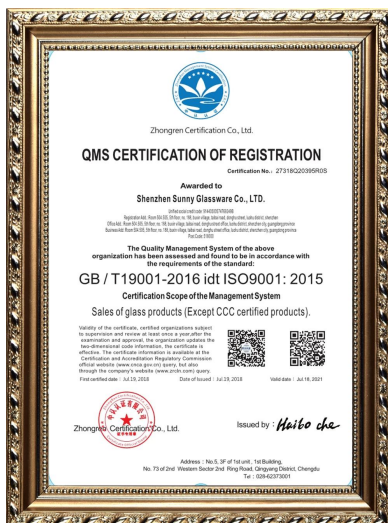 Zhongren Certification Co., Ltd.
QMS CERTIFICATION OF REGISTRATION
Certification No.: 27318Q20395R0S
Awarded to
Shenzhen Sunny Glassware Co., LTD.
The Quality Management System of the above
organization has been assessed and found to be in accordance with
the requirements of the standard:
GB / T19001-2016 idt ISO9001: 2015
Certification Scope of the Management System
Sales of glass products (Except CCC certified products).
Validity of the certificate, certified organizations subject
to supervision and review at least once a year, after the
examination and approval, the organization updates the
two-dimensional code information, the certificate is
effective. The certificate information is available at the
Certification and Accreditation Regulatory Commission
official website (www.cnca.gov.cn) query, but also
through the company's website (www.zrcln.com) query.
First certified date : Jul.19, 2018 Date of Issued : Jul.19, 2018 Valid date : Jul.18, 2021
Zhongren Certification Co., Ltd.
Issued by : Haibo che
Address : No.5, 3F of 1st unit, 1st Building,
No. 73 of 2nd Western Sector 2nd Ring Road, Qingyang District, Chengdu
Tel : 028-62373001